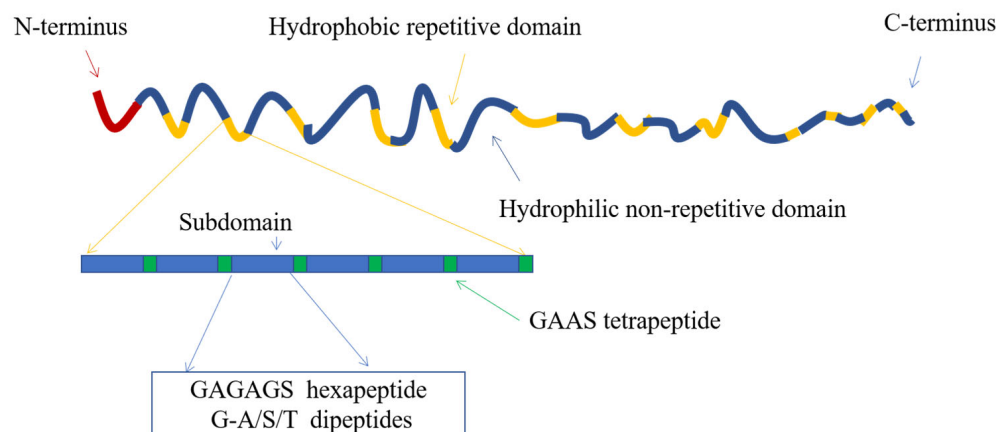 N-terminus
Hydrophobic repetitive domain
C-terminus
Hydrophilic non-repetitive domain
Subdomain
GAAS tetrapeptide
GAGAGS hexapeptide
G-A/S/T dipeptides